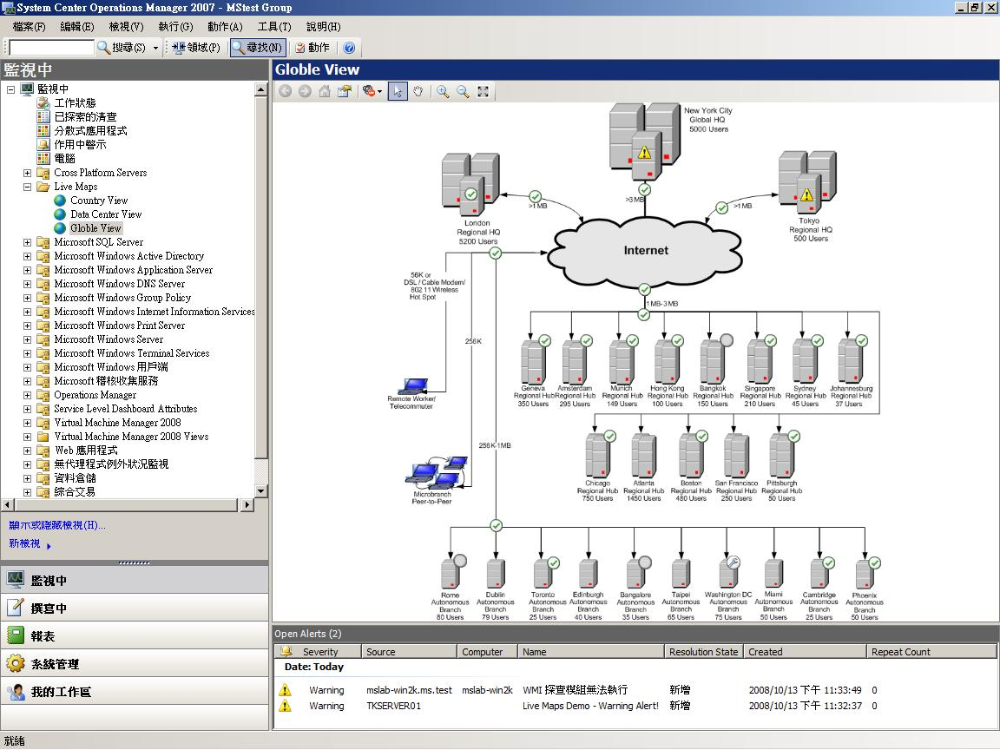 System Center Operations Manager 2007 - MStest Group
檔案(F) 編輯(E) 檢視(V) 執行(G) 動作(A) 工具(T) 說明(H)
搜尋(S) 領域(P) 尋找(N) 動作
監視中
監視中
工作狀態
已探索的清查
分散式應用程式
作用中警示
電腦
Cross Platform Servers
Live Maps
Country View
Data Center View
Globle View
Microsoft SQL Server
Microsoft Windows Active Directory
Microsoft Windows Application Server
Microsoft Windows DNS Server
Microsoft Windows Group Policy
Microsoft Windows Internet Information Services
Microsoft Windows Print Server
Microsoft Windows Server
Microsoft Windows Terminal Services
Microsoft Windows 用戶端
Microsoft 稽核收集服務
Operations Manager
Service Level Dashboard Attributes
Virtual Machine Manager 2008
Virtual Machine Manager 2008 Views
Web 應用程式
無代理程式例外狀況監視
資料倉儲
綜合交易
顯示或隱藏檢視(H)...
新檢視
監視中
撰寫中
報表
系統管理
我的工作區
就緒
Globle View
New York City
Global HQ
5000 Users
London
Regional HQ
5200 Users
>1MB
>3MB
>1MB
Tokyo
Regional HQ
500 Users
Internet
56K or
DSL / Cable Modem/
802.11 Wireless
Hot Spot
1MB-3MB
256K
Geneva
Regional Hub
350 Users
Amsterdam
Regional Hub
295 Users
Munich
Regional Hub
149 Users
Hong Kong
Regional Hub
100 Users
Bangkok
Regional Hub
150 Users
Singapore
Regional Hub
210 Users
Sydney
Regional Hub
45 Users
Johannesburg
Regional Hub
37 Users
Remote Worker/
Telecommuter
256K-1MB
Microbranch
Peer-to-Peer
Chicago
Regional Hub
750 Users
Atlanta
Regional Hub
1450 Users
Boston
Regional Hub
480 Users
San Francisco
Regional Hub
250 Users
Pittsburgh
Regional Hub
50 Users
Rome
Autonomous
Branch
80 Users
Dublin
Autonomous
Branch
79 Users
Toronto
Autonomous
Branch
25 Users
Edinburgh
Autonomous
Branch
40 Users
Bangalore
Autonomous
Branch
35 Users
Taipei
Autonomous
Branch
65 Users
Washington DC
Autonomous
Branch
75 Users
Miami
Autonomous
Branch
50 Users
Cambridge
Autonomous
Branch
25 Users
Phoenix
Autonomous
Branch
50 Users
Open Alerts (2)
Severity Source Computer Name Resolution State Created Repeat Count
Date: Today
Warning mslab-win2k.ms.test mslab-win2k WMI 探查模組無法執行 新增 2008/10/13 下午 11:33:49 0
Warning TKSERVER01 Live Maps Demo - Warning Alert! 新增 2008/10/13 下午 11:32:37 0